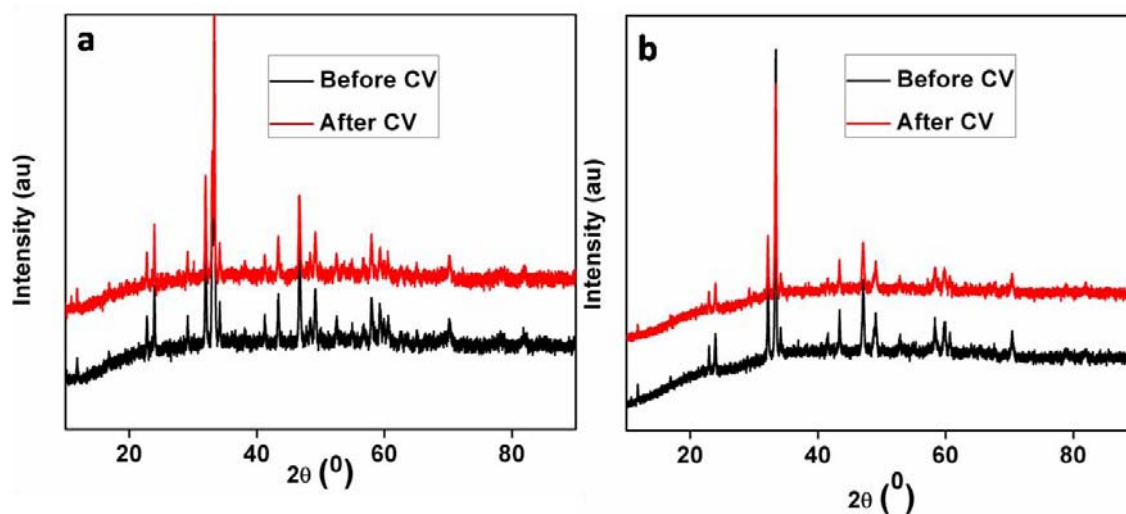 a
Before CV
After CV
Intensity (au)
20
40
60
80
2θ (⁰)
b
Before CV
After CV
Intensity (au)
20
40
60
80
2θ (⁰)